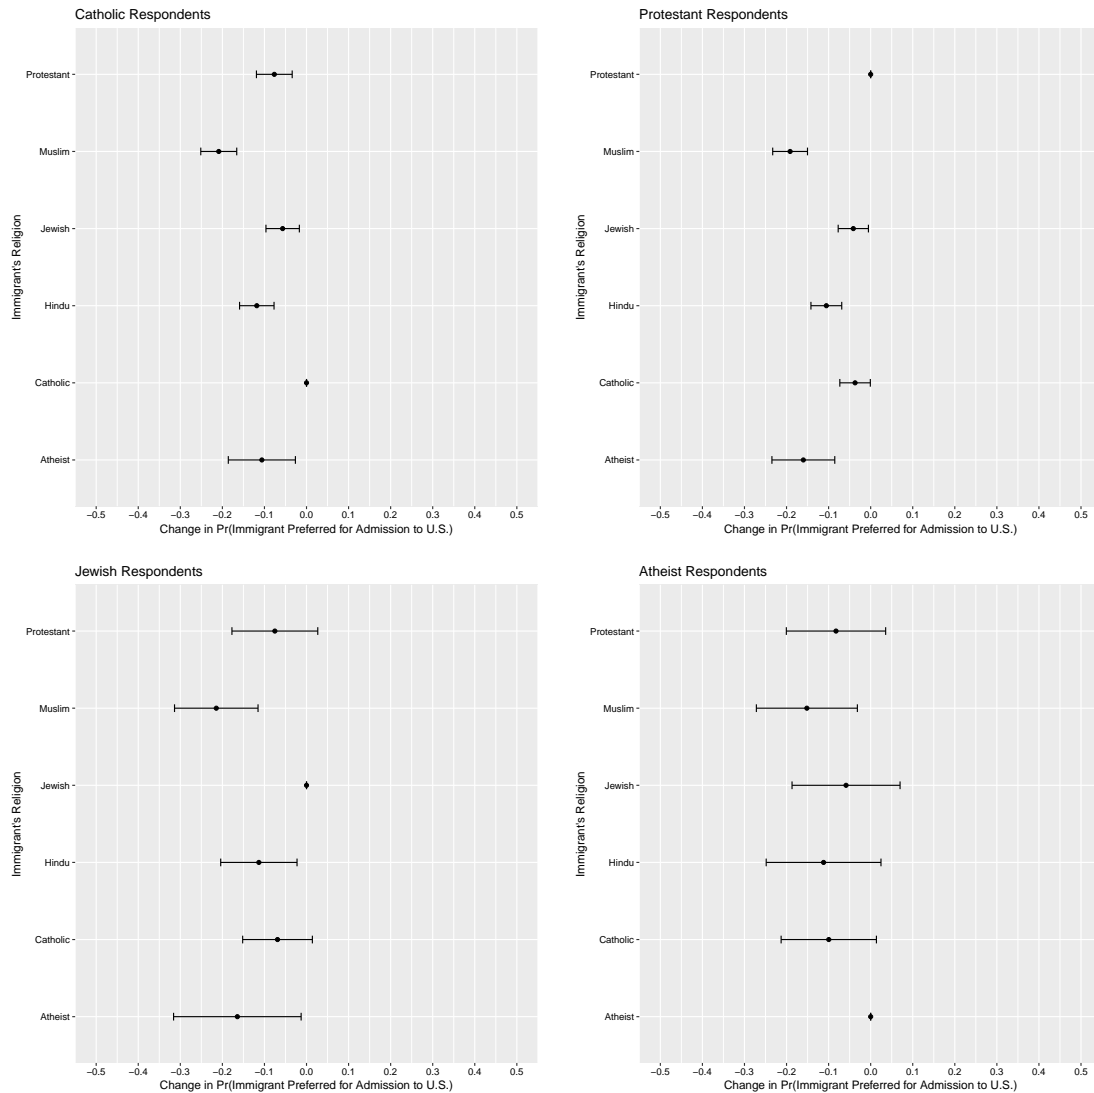 Catholic Respondents
Immigrant's Religion
Protestant
Muslim
Jewish
Hindu
Catholic
Atheist
−0.5 −0.4 −0.3 −0.2 −0.1 0.0 0.1 0.2 0.3 0.4 0.5
Change in Pr(Immigrant Preferred for Admission to U.S.)
Protestant Respondents
Immigrant's Religion
Protestant
Muslim
Jewish
Hindu
Catholic
Atheist
−0.5 −0.4 −0.3 −0.2 −0.1 0.0 0.1 0.2 0.3 0.4 0.5
Change in Pr(Immigrant Preferred for Admission to U.S.)
Jewish Respondents
Immigrant's Religion
Protestant
Muslim
Jewish
Hindu
Catholic
Atheist
−0.5 −0.4 −0.3 −0.2 −0.1 0.0 0.1 0.2 0.3 0.4 0.5
Change in Pr(Immigrant Preferred for Admission to U.S.)
Atheist Respondents
Immigrant's Religion
Protestant
Muslim
Jewish
Hindu
Catholic
Atheist
−0.5 −0.4 −0.3 −0.2 −0.1 0.0 0.1 0.2 0.3 0.4 0.5
Change in Pr(Immigrant Preferred for Admission to U.S.)